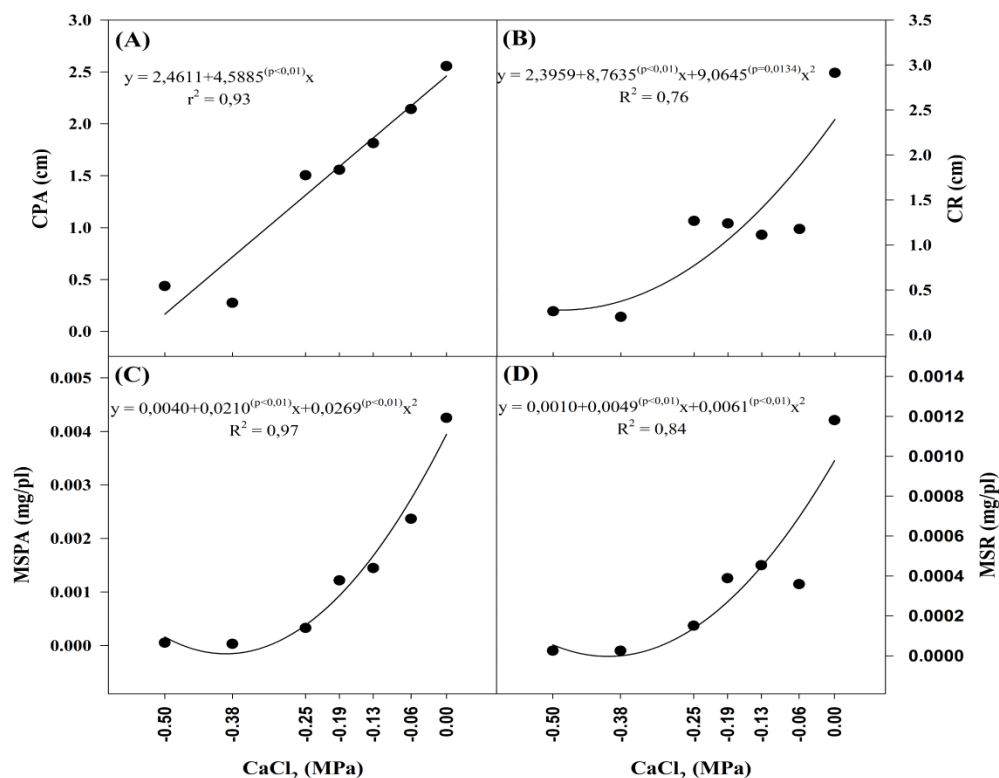 (A)
y = 2,4611+4,5885(p<0,01)x
r² = 0,93
CPA (cm)
3.0
2.5
2.0
1.5
1.0
0.5
0.0
(B)
y = 2,3959+8,7635(p<0,01)x+9,0645(p=0,0134)x²
R² = 0,76
3.5
3.0
2.5
2.0
1.5
1.0
0.5
0.0
CR (cm)
(C)
y = 0,0040+0,0210(p<0,01)x+0,0269(p<0,01)x²
R² = 0,97
MSPA (mg/pl)
0.005
0.004
0.003
0.002
0.001
0.000
(D)
y = 0,0010+0,0049(p<0,01)x+0,0061(p<0,01)x²
R² = 0,84
0.0014
0.0012
0.0010
0.0008
0.0006
0.0004
0.0002
0.0000
MSR (mg/pl)
-0.50 -0.38 -0.25 -0.19 -0.13 -0.06 0.00
CaCl₂ (MPa)
-0.50 -0.38 -0.25 -0.19 -0.13 -0.06 0.00
CaCl₂ (MPa)